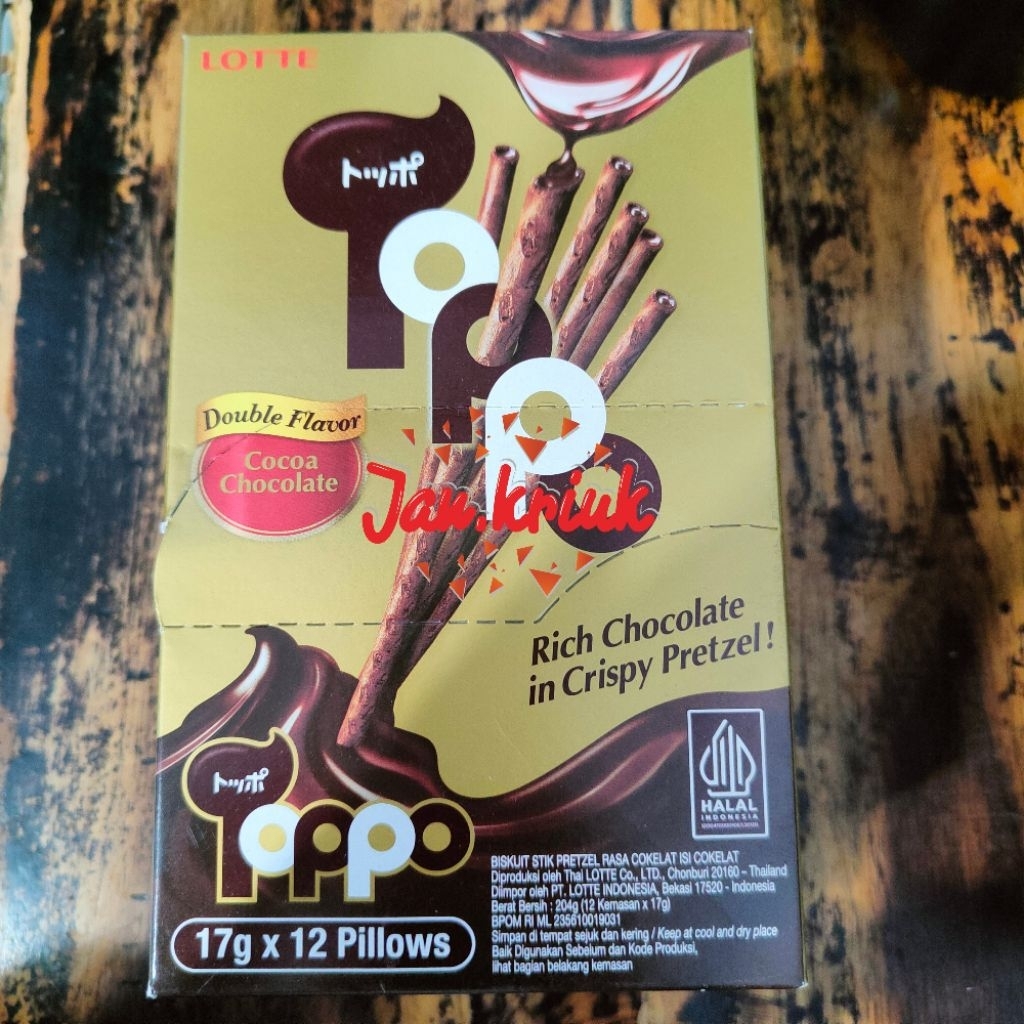 LOTTE
トッポ
TOPPO
Double Flavor
Cocoa
Chocolate
Jau.kriuk
Rich Chocolate
in Crispy Pretzel!
トッポ
TOPPO
17g x 12 Pillows
HALAL
INDONESIA
BISKUIT STIK PRETZEL RASA COKELAT ISI COKELAT
Diproduksi oleh Thai LOTTE Co., LTD., Chonburi 20160 – Thailand
Diimpor oleh PT. LOTTE INDONESIA, Bekasi 17520 - Indonesia
Berat Bersih : 204g (12 Kemasan x 17g)
BPOM RI ML 235610019031
Simpan di tempat sejuk dan kering / Keep at cool and dry place
Baik Digunakan Sebelum dan Kode Produksi,
lihat bagian belakang kemasan